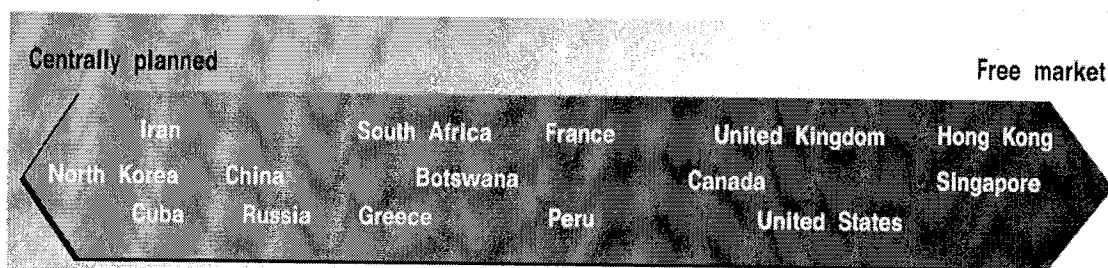 Centrally planned
Free market
Iran South Africa France United Kingdom Hong Kong
North Korea China Botswana Canada Singapore
Cuba Russia Greece Peru United States